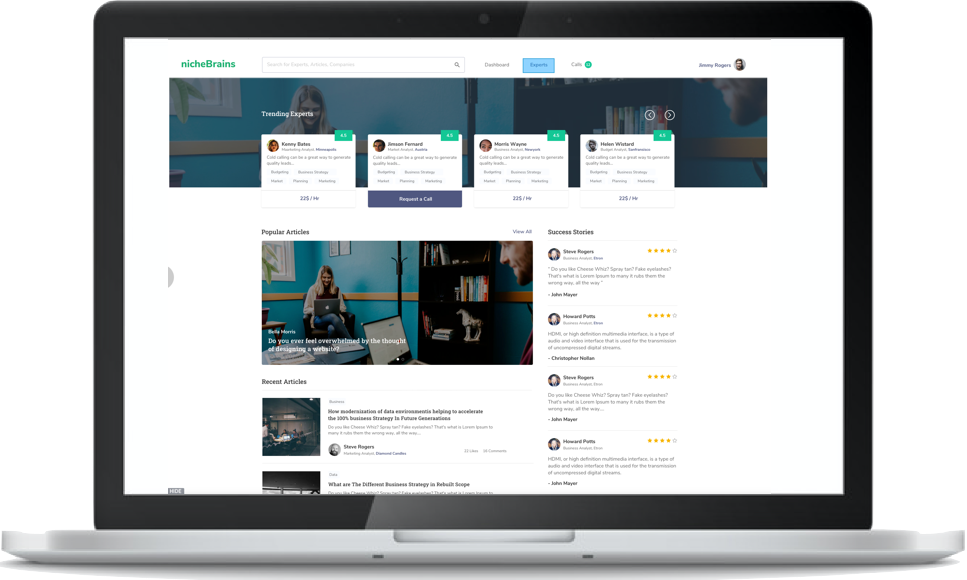 nicheBrains
Search for Experts, Articles, Companies
Dashboard
Experts
Calls
Jimmy Rogers
Trending Experts
4.5
Kenny Bates
Maarketing Analyst, Minneapolis
Cold calling can be a great way to generate
quality leads...
Budgeting Business Strategy
Market Planning Marketing
22$ / Hr
4.5
Jimson Fernard
Market Analyst, Austria
Cold calling can be a great way to generate
quality leads...
Budgeting Business Strategy
Market Planning Marketing
Request a Call
4.5
Morris Wayne
Business Analyst, Newyork
Cold calling can be a great way to generate
quality leads...
Budgeting Business Strategy
Market Planning Marketing
22$ / Hr
4.5
Helen Wistard
Budget Analyst, Sanfransisco
Cold calling can be a great way to generate
quality leads...
Budgeting Business Strategy
Market Planning Marketing
22$ / Hr
Popular Articles
View All
Bella Morris
Do you ever feel overwhelmed by the thought
of designing a website?
Recent Articles
Business
How modernization of data environmentis helping to accelerate
the 100% business Strategy In Future Generaations
Do you like Cheese Whiz? Spray tan? Fake eyelashes? That's what is Lorem Ipsum to
many it rubs them the wrong way, all the way...
Steve Rogers
Marketing Analyst, Diamond Candles
22 Likes
20 Comments
Data
What are The Different Business Strategy in Rebuilt Scope
Do you like Cheese Whiz? Spray tan? Fake eyelashes? That's what is Lorem Ipsum to
Success Stories
Steve Rogers
Business Analyst, Etron
" Do you like Cheese Whiz? Spray tan? Fake eyelashes?
That's what is Lorem Ipsum to many it rubs them the
wrong way, all the way "
- John Mayer
Howard Potts
Business Analyst, Etron
HDMI, or high definition multimedia interface, is a type of
audio and video interface that is used for the transmission
of uncompressed digital streams.
- Christopher Nollan
Steve Rogers
Business Analyst, Etron
Do you like Cheese Whiz? Spray tan? Fake eyelashes?
That's what is Lorem Ipsum to many it rubs them the
wrong way, all the way...
- John Mayer
Howard Potts
Business Analyst, Etron
HDMI, or high definition multimedia interface, is a type of
audio and video interface that is used for the transmission
of uncompressed digital streams.
- John Mayer
HIDE